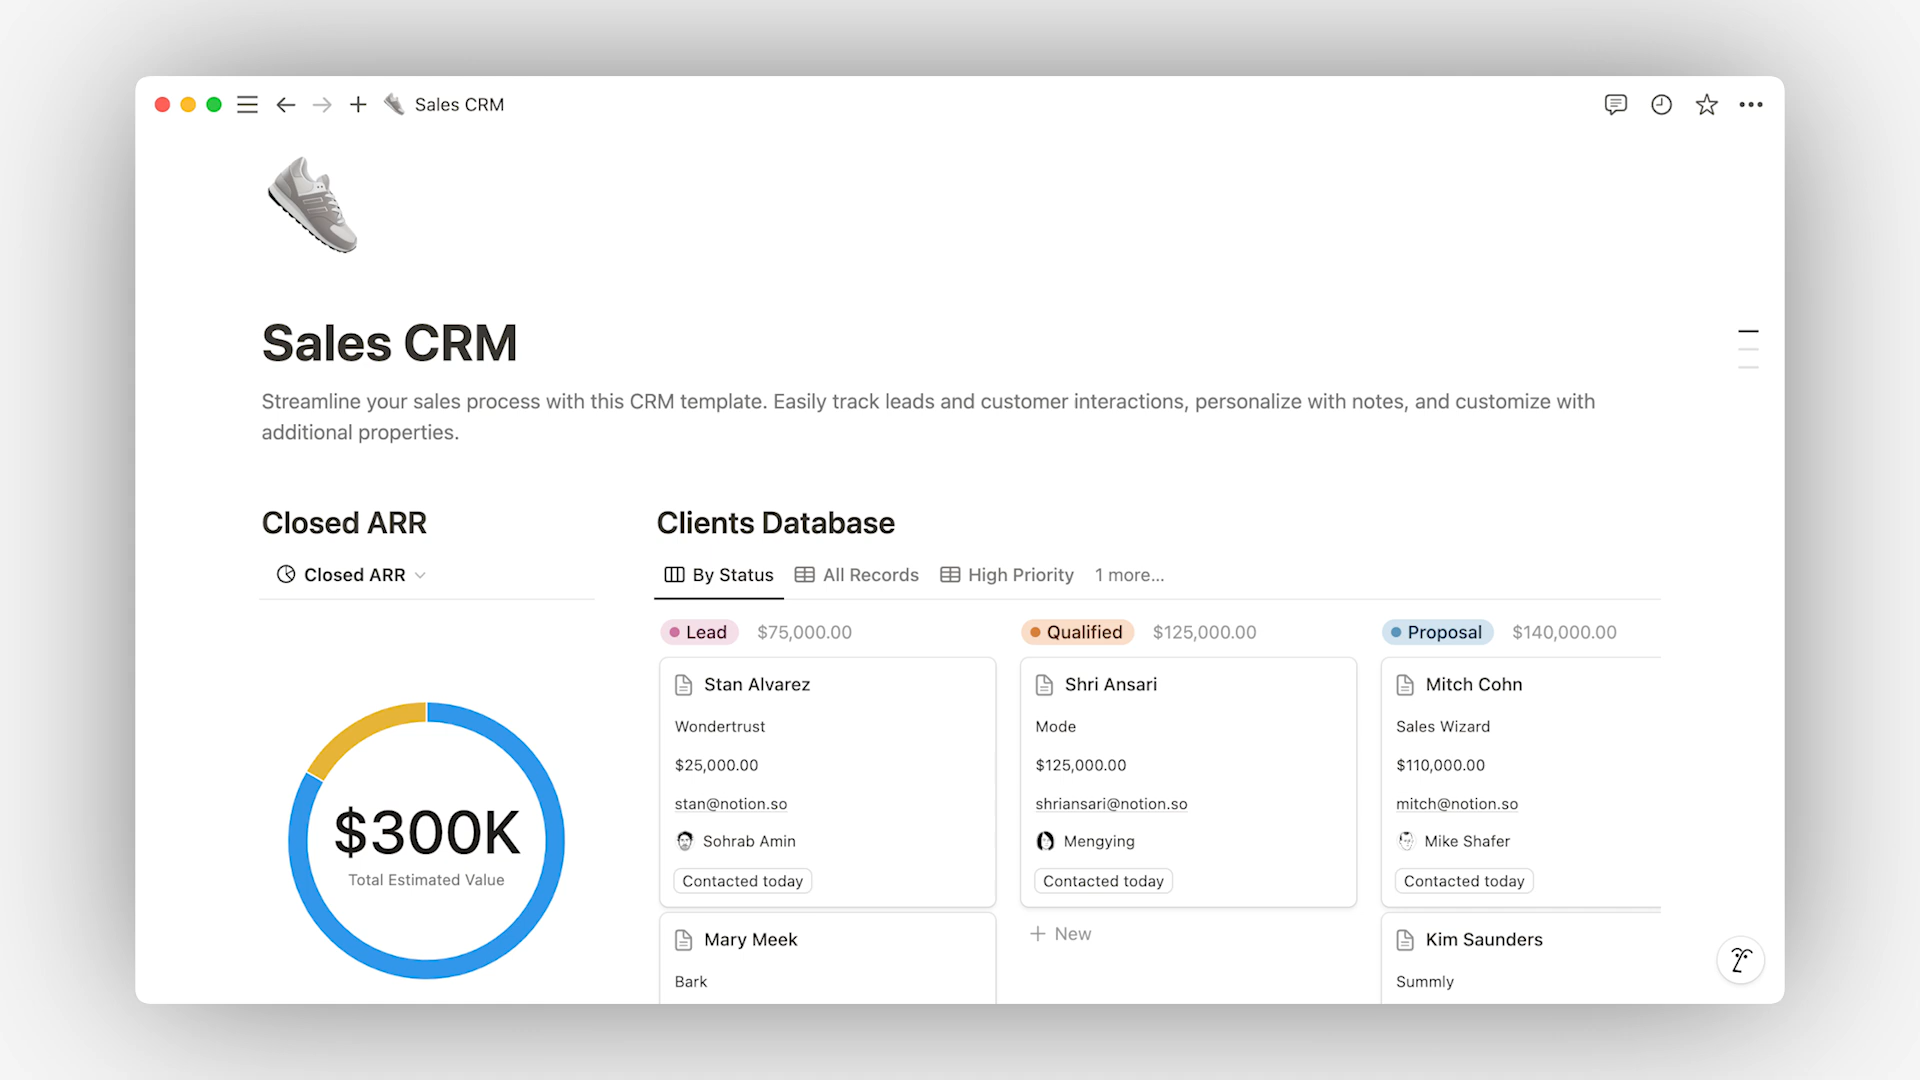 Sales CRM
Sales CRM
Streamline your sales process with this CRM template. Easily track leads and customer interactions, personalize with notes, and customize with
additional properties.
Closed ARR
Closed ARR
$300K
Total Estimated Value
Clients Database
By Status All Records High Priority 1 more...
Lead $75,000.00
Stan Alvarez
Wondertrust
$25,000.00
stan@notion.so
Sohrab Amin
Contacted today
Mary Meek
Bark
Qualified $125,000.00
Shri Ansari
Mode
$125,000.00
shriansari@notion.so
Mengying
Contacted today
New
Proposal $140,000.00
Mitch Cohn
Sales Wizard
$110,000.00
mitch@notion.so
Mike Shafer
Contacted today
Kim Saunders
Summly